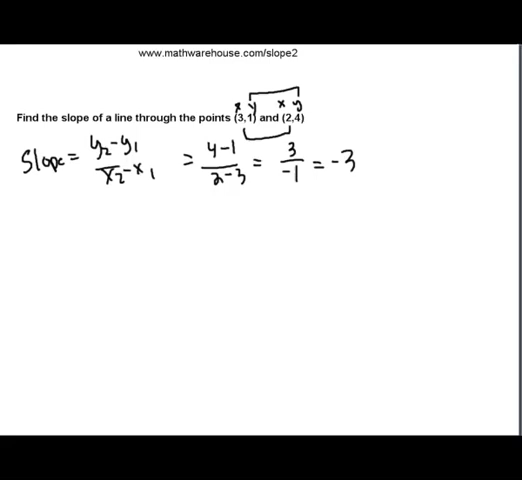 www.mathwarehouse.com/slope2
x y x y
Find the slope of a line through the points (3,1) and (2,4)
Slope = y₂-y₁ / x₂-x₁ = 4-1 / 2-3 = 3 / -1 = -3